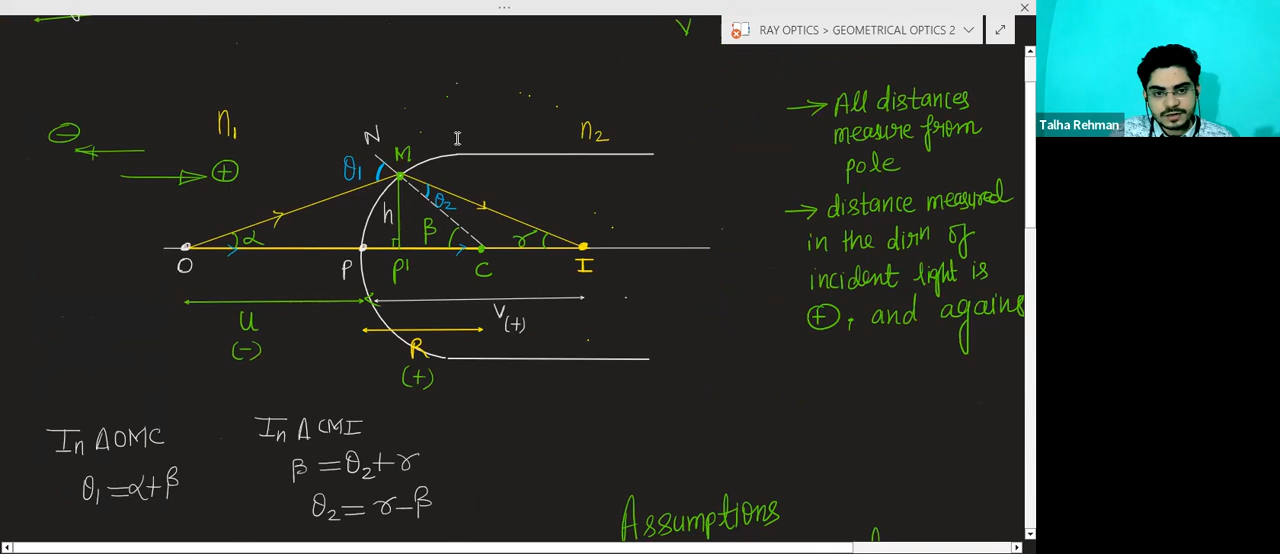 V
RAY OPTICS > GEOMETRICAL OPTICS 2
n1
n2
→ All distances
measure from
pole
→ distance measured
in the dirn of
incident light is
⊕, and agains
Talha Rehman
⊖
⊕
N
M
θ1
θ2
h
α
β
γ
O
P
P'
C
I
u
(-)
V(+)
R
(+)
In ΔOMC
θ1 = α+β
In ΔCMI
β = θ2+γ
θ2 = γ-β
Assumptions